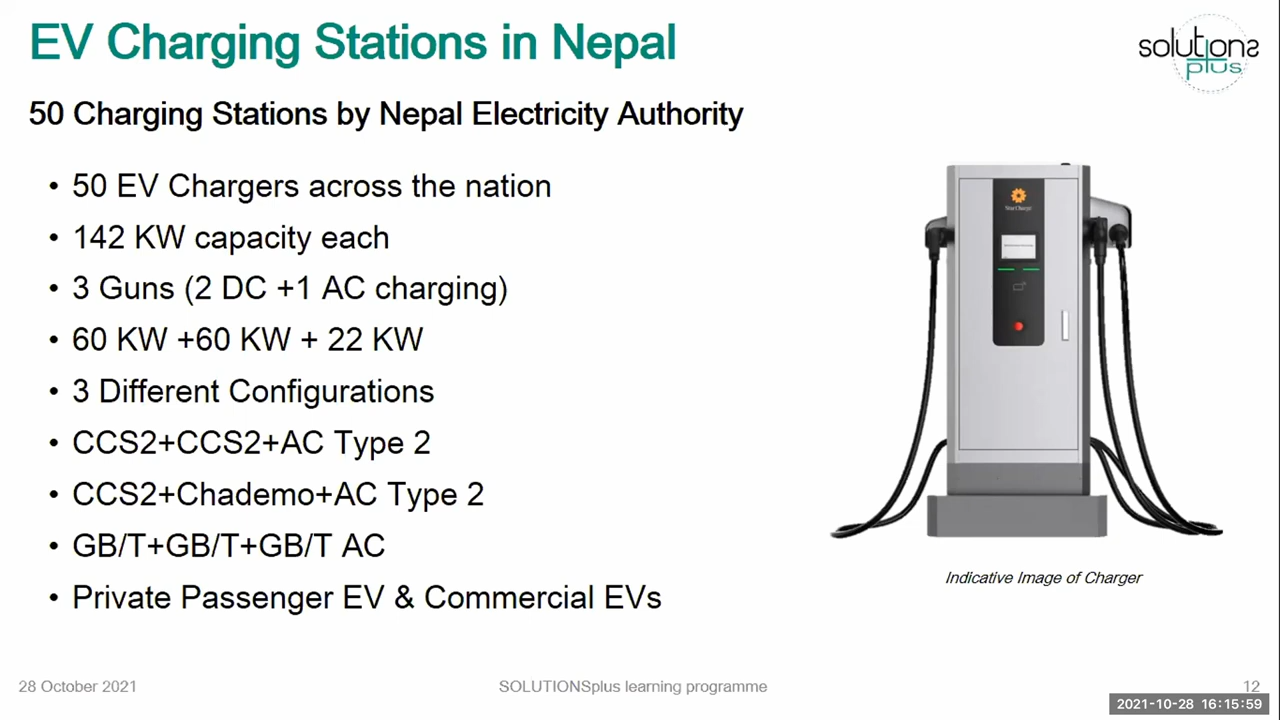 EV Charging Stations in Nepal
solutions
plus
50 Charging Stations by Nepal Electricity Authority
• 50 EV Chargers across the nation
• 142 KW capacity each
• 3 Guns (2 DC +1 AC charging)
• 60 KW +60 KW + 22 KW
• 3 Different Configurations
• CCS2+CCS2+AC Type 2
• CCS2+Chademo+AC Type 2
• GB/T+GB/T+GB/T AC
• Private Passenger EV & Commercial EVs
Indicative Image of Charger
28 October 2021
SOLUTIONSplus learning programme
12
2021-10-28 16:15:59